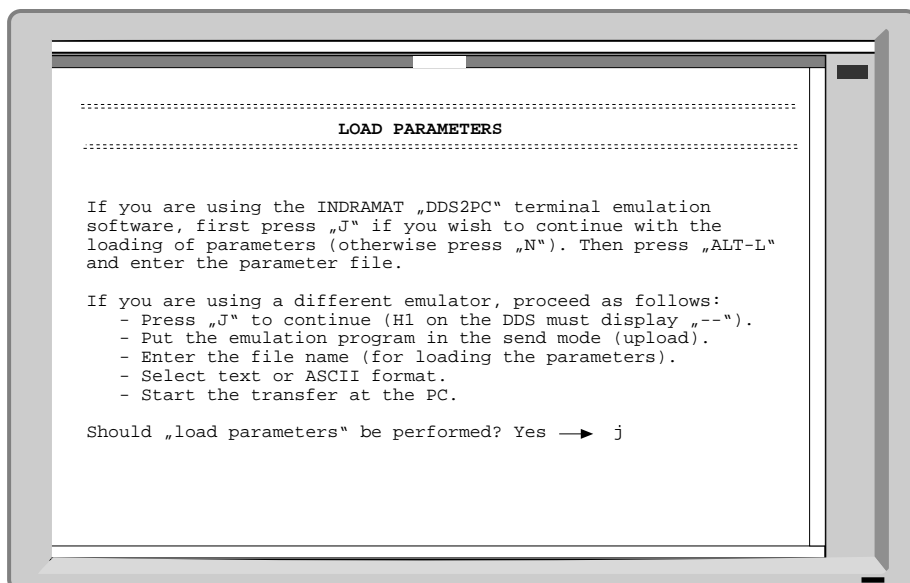 LOAD PARAMETERS
If you are using the INDRAMAT „DDS2PC“ terminal emulation
software, first press „J“ if you wish to continue with the
loading of parameters (otherwise press „N“). Then press „ALT-L“
and enter the parameter file.
If you are using a different emulator, proceed as follows:
- Press „J“ to continue (H1 on the DDS must display „--“).
- Put the emulation program in the send mode (upload).
- Enter the file name (for loading the parameters).
- Select text or ASCII format.
- Start the transfer at the PC.
Should „load parameters“ be performed? Yes → j